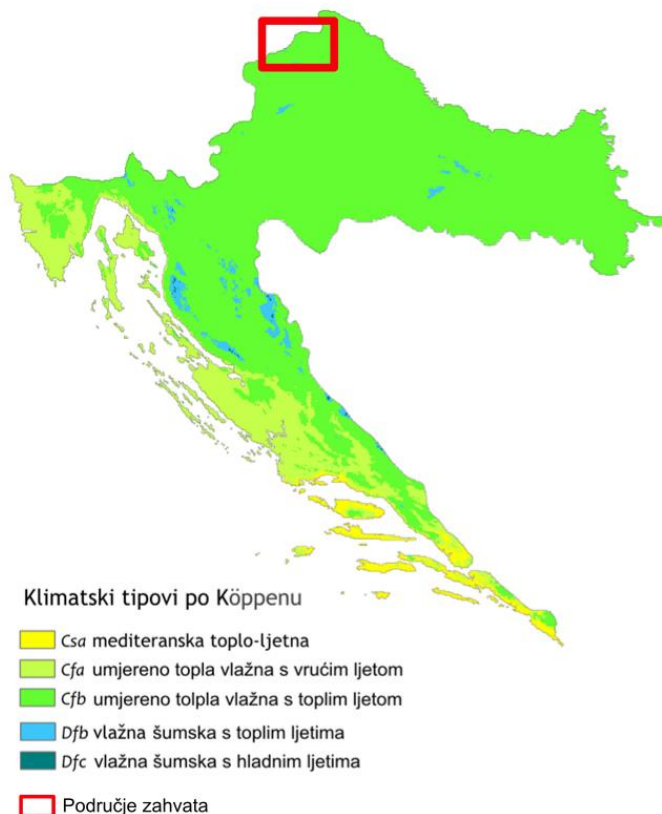 Klimatski tipovi po Köppenu
Csa mediteranska toplo-ljetna
Cfa umjereno topla vlažna s vrućim ljetom
Cfb umjereno tolpla vlažna s toplim ljetom
Dfb vlažna šumska s toplim ljetima
Dfc vlažna šumska s hladnim ljetima
Područje zahvata